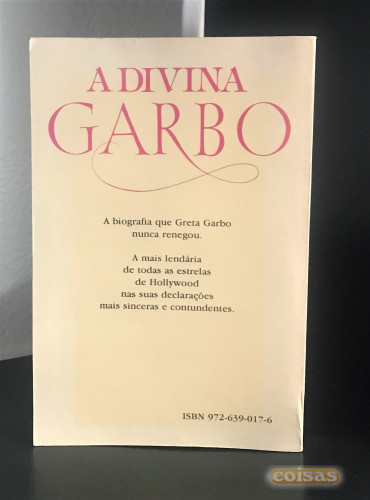 A DIVINA
GARBO
A biografia que Greta Garbo
nunca renegou.
A mais lendária
de todas as estrelas
de Hollywood
nas suas declarações
mais sinceras e contundentes.
ISBN 972-639-017-6
coisas